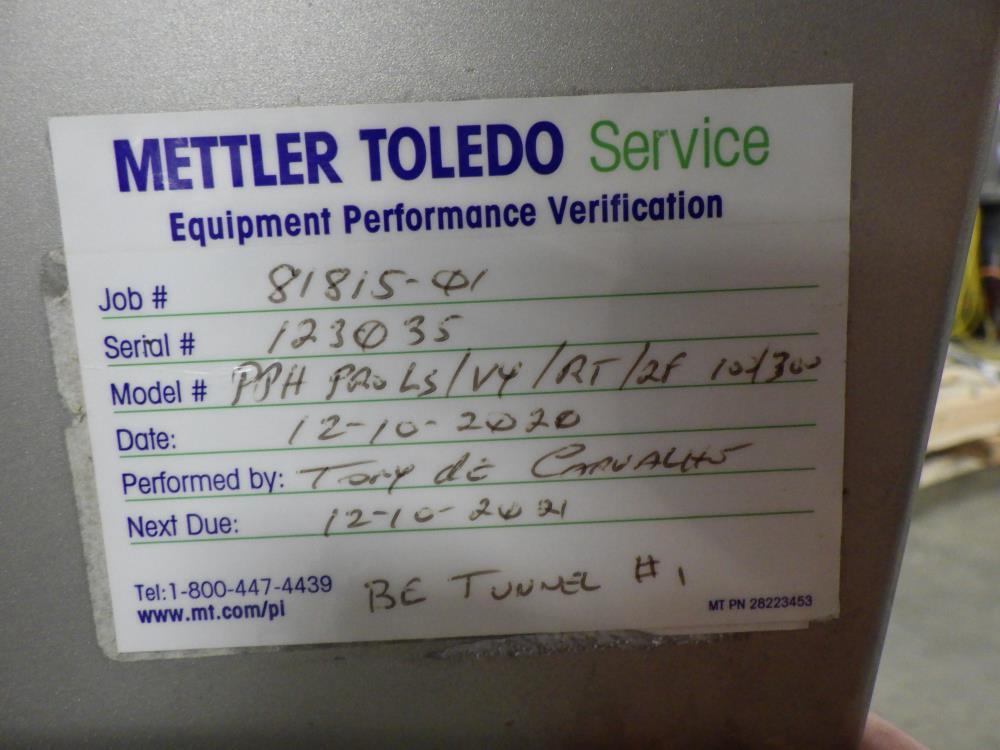 METTLER TOLEDO Service
Equipment Performance Verification
Job # 81815-01
Serial # 123035
Model # PPH PRO LS/V4/RT/2F 100/300
Date: 12-10-2020
Performed by: Tony de CARVALHO
Next Due: 12-10-2021
Tel:1-800-447-4439
www.mt.com/pi
BE TUNNEL #1
MT PN 28223453